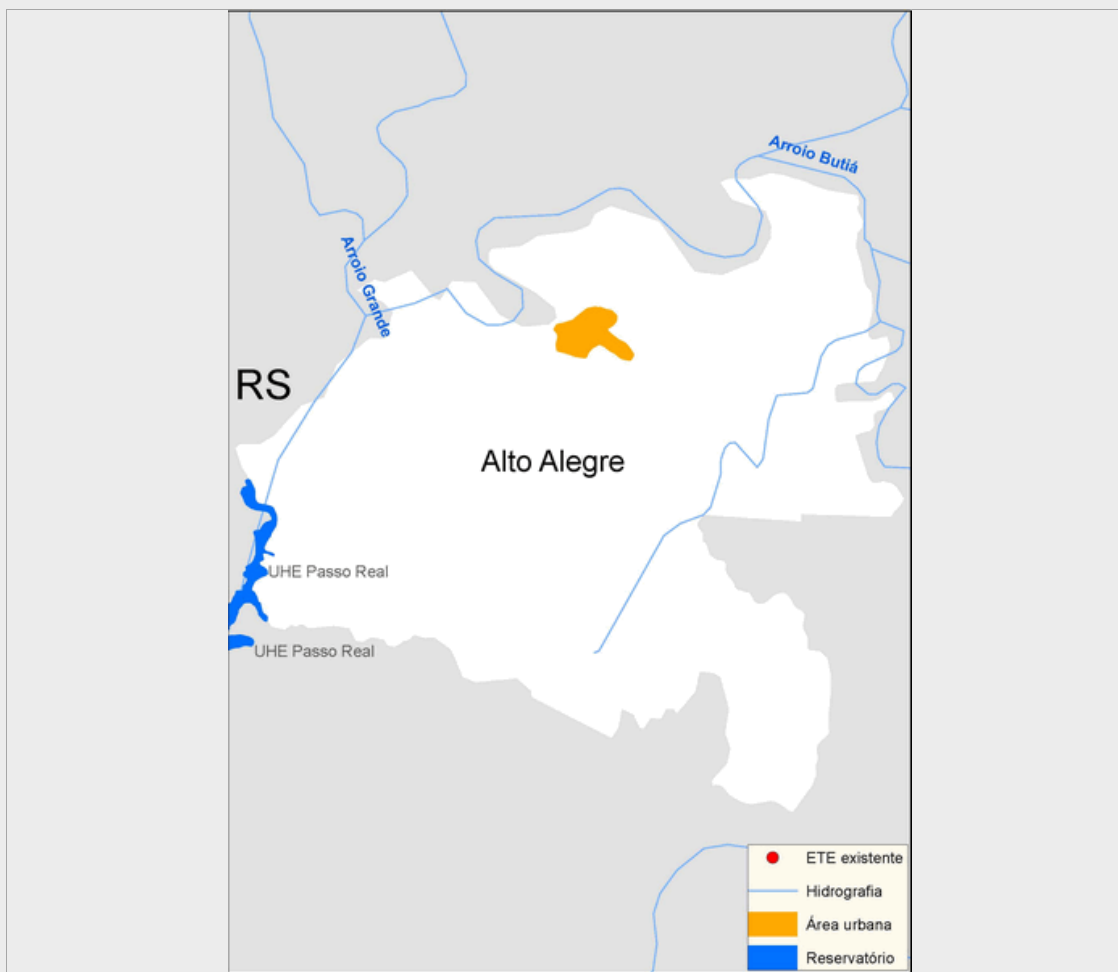 Arroio Butiá
Arroio Grande
RS
Alto Alegre
UHE Passo Real
UHE Passo Real
ETE existente
Hidrografia
Área urbana
Reservatório